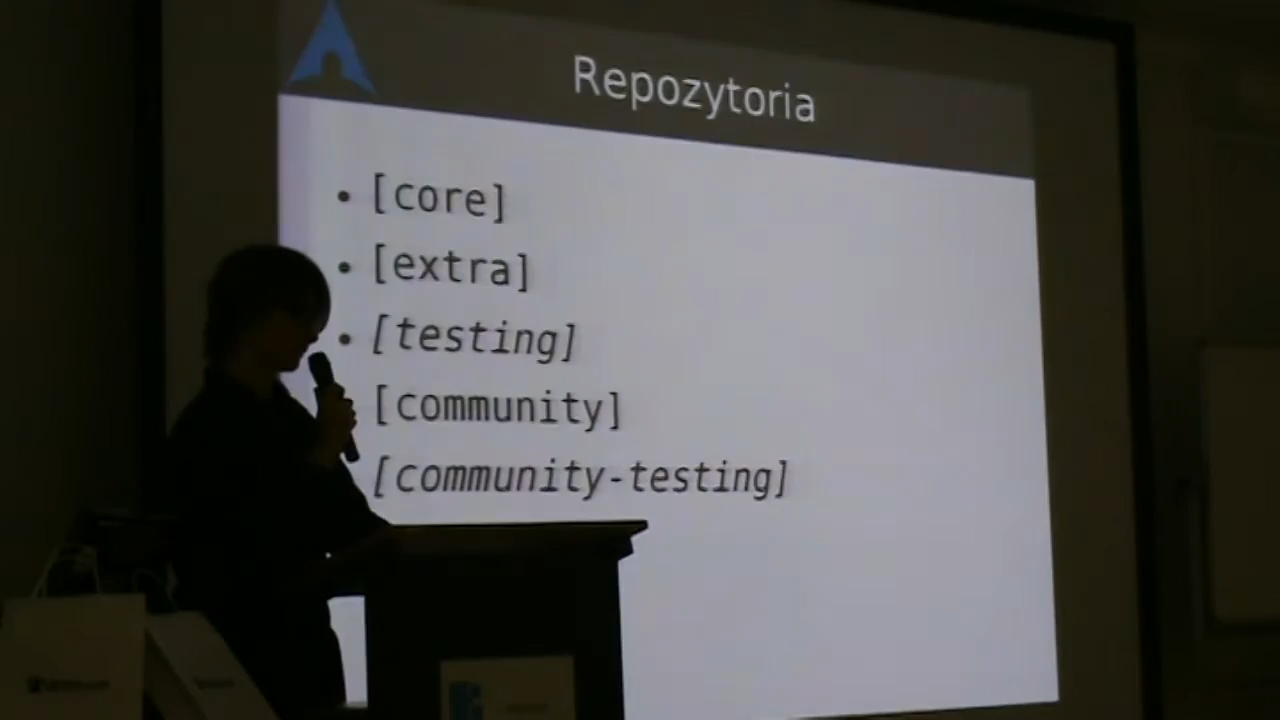 Repozytoria
• [core]
• [extra]
• [testing]
[community]
[community-testing]